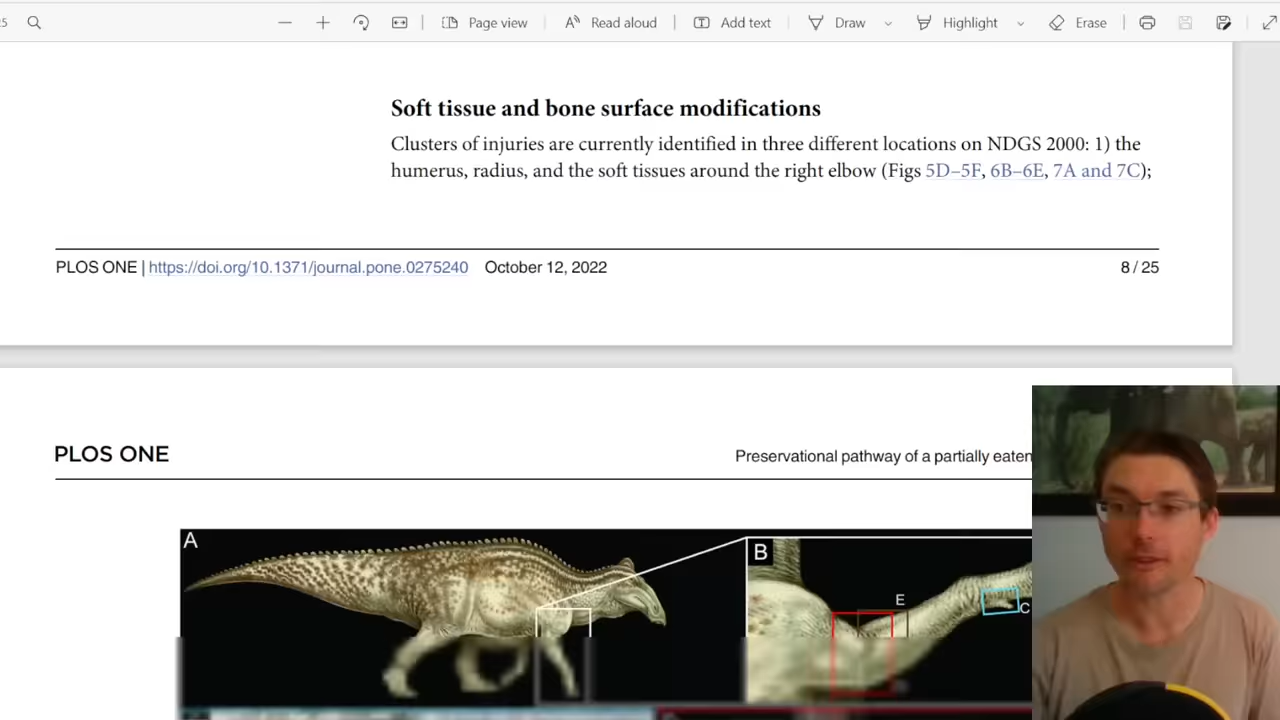 5
Page view
Read aloud
Add text
Draw
Highlight
Erase
Soft tissue and bone surface modifications
Clusters of injuries are currently identified in three different locations on NDGS 2000: 1) the
humerus, radius, and the soft tissues around the right elbow (Figs 5D–5F, 6B–6E, 7A and 7C);
PLOS ONE | https://doi.org/10.1371/journal.pone.0275240 October 12, 2022
8 / 25
PLOS ONE
Preservational pathway of a partially eaten
A
B
E
C